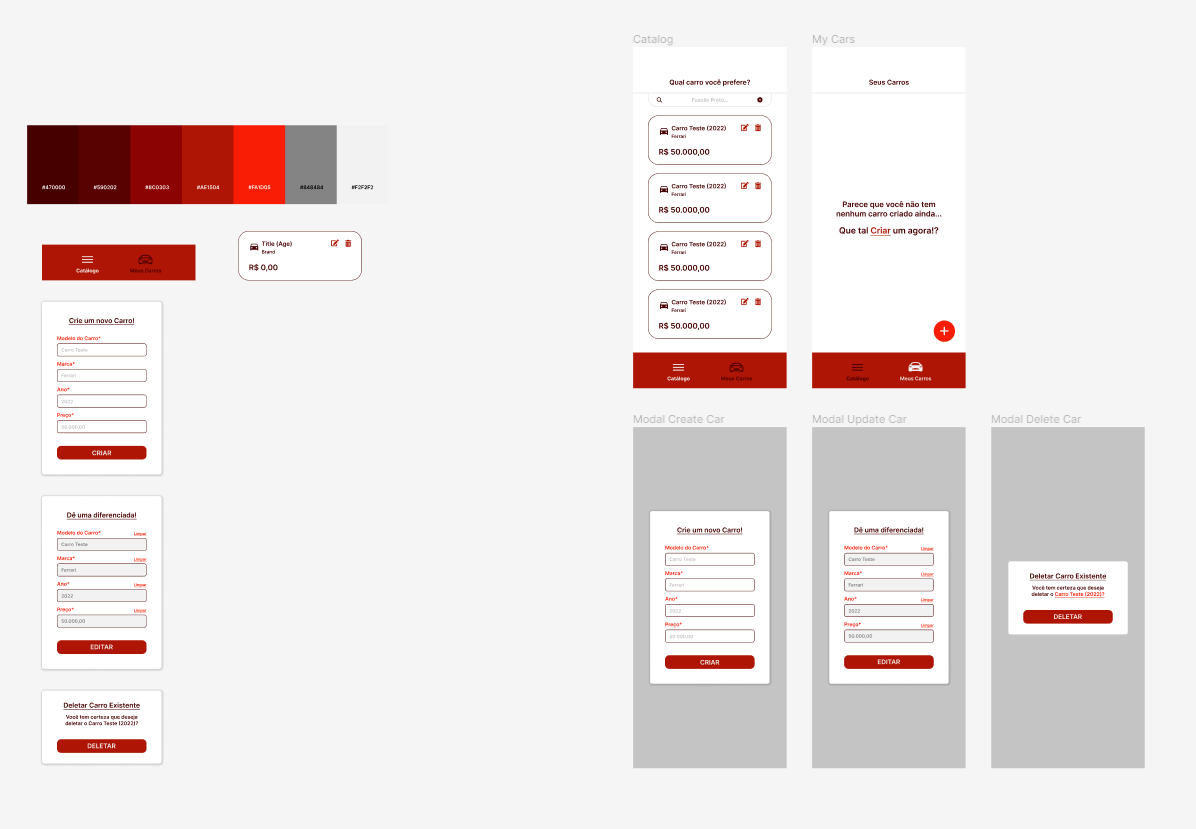 #470000
#590202
#8C0303
#AE1504
#FA1D05
#848484
#F2F2F2
Catálogo
Meus Carros
Title (Age)
Brand
R$ 0,00
Crie um novo Carro!
Modelo do Carro*
Carro Teste
Marca*
Ferrari
Ano*
2022
Preço*
50.000,00
CRIAR
Dê uma diferenciada!
Modelo do Carro*
Limpar
Carro Teste
Marca*
Limpar
Ferrari
Ano*
Limpar
2022
Preço*
Limpar
50.000,00
EDITAR
Deletar Carro Existente
Você tem certeza que deseje
deletar o Carro Teste (2022)?
DELETAR
Catalog
Qual carro você prefere?
Fuscão Preto...
Carro Teste (2022)
Ferrari
R$ 50.000,00
Carro Teste (2022)
Ferrari
R$ 50.000,00
Carro Teste (2022)
Ferrari
R$ 50.000,00
Carro Teste (2022)
Ferrari
R$ 50.000,00
Catálogo
Meus Carros
My Cars
Seus Carros
Parece que você não tem
nenhum carro criado ainda...
Que tal Criar um agora!?
Catálogo
Meus Carros
Modal Create Car
Crie um novo Carro!
Modelo do Carro*
Carro Teste
Marca*
Ferrari
Ano*
2022
Preço*
50.000,00
CRIAR
Modal Update Car
Dê uma diferenciada!
Modelo do Carro*
Limpar
Carro Teste
Marca*
Limpar
Ferrari
Ano*
Limpar
2022
Preço*
Limpar
50.000,00
EDITAR
Modal Delete Car
Deletar Carro Existente
Você tem certeza que deseje
deletar o Carro Teste (2022)?
DELETAR